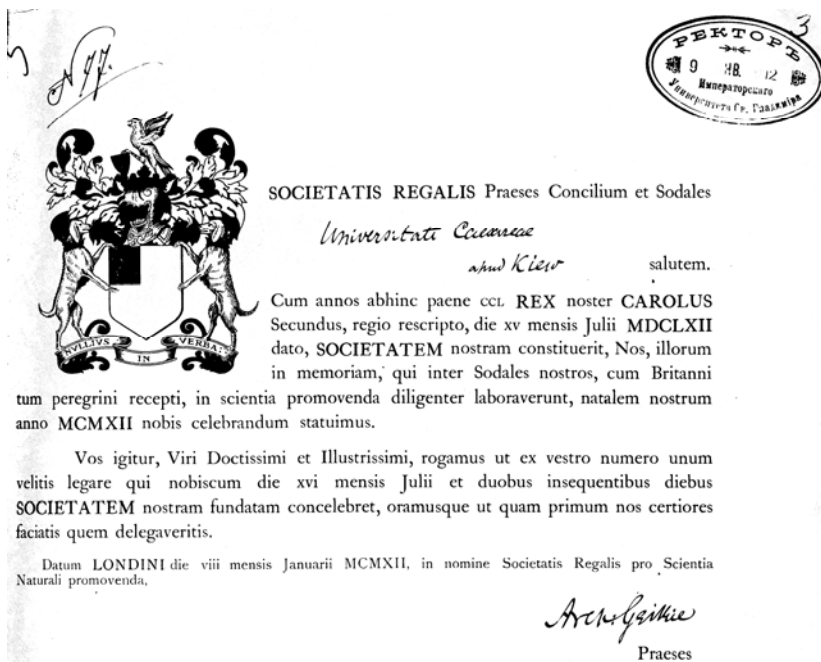 3
N 77.
РЕКТОРЪ
9 ЯНВ. 12
Императорскаго
Университета Св. Владиміра
NVLLIVS IN VERBA
SOCIETATIS REGALIS Praeses Concilium et Sodales
Universitati Caesareae
apud Kiew salutem.
Cum annos abhinc paene CCL REX noster CAROLUS
Secundus, regio rescripto, die xv mensis Julii MDCLXII
dato, SOCIETATEM nostram constituerit, Nos, illorum
in memoriam, qui inter Sodales nostros, cum Britanni
tum peregrini recepti, in scientia promovenda diligenter laboraverunt, natalem nostrum
anno MCMXII nobis celebrandum statuimus.
Vos igitur, Viri Doctissimi et Illustrissimi, rogamus ut ex vestro numero unum
velitis legare qui nobiscum die xvi mensis Julii et duobus insequentibus diebus
SOCIETATEM nostram fundatam concelebret, oramusque ut quam primum nos certiores
faciatis quem delegaveritis.
Datum LONDINI die viii mensis Januarii MCMXII, in nomine Societatis Regalis pro Scientia
Naturali promovenda,
Arch. Geikie
Praeses